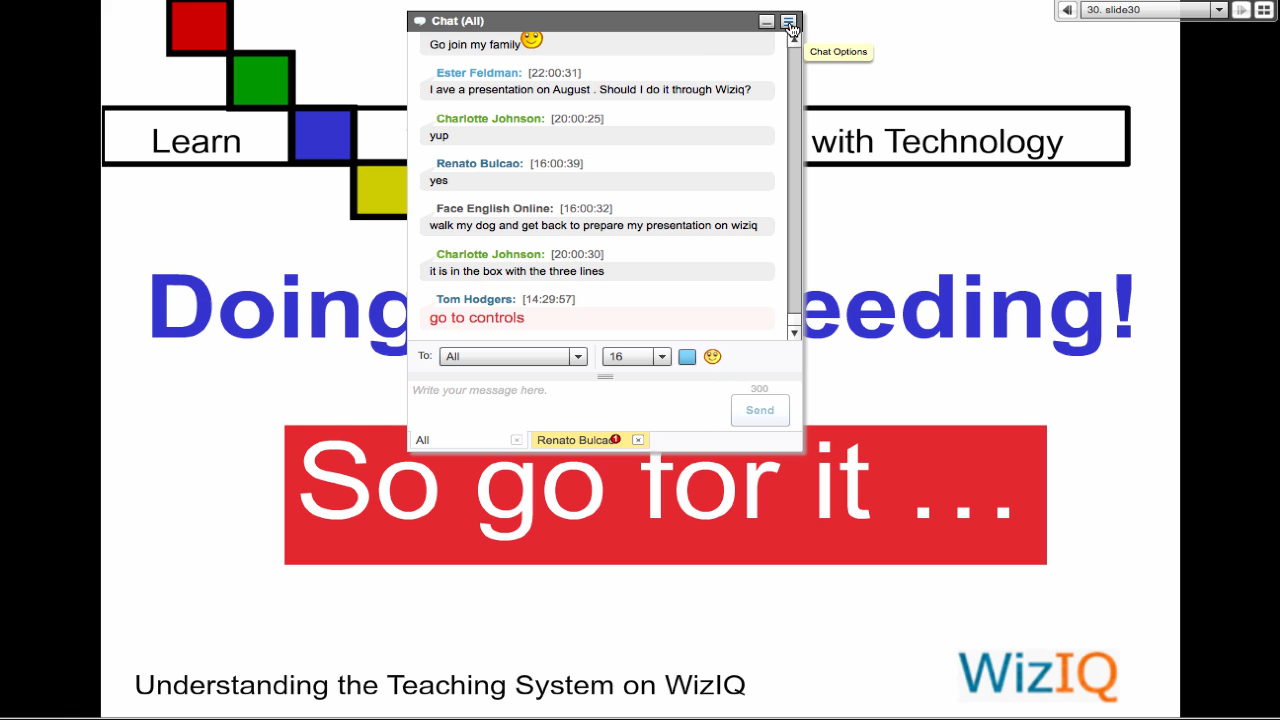 Chat (All)
30. slide30
Chat Options
Go join my family
Ester Feldman: [22:00:31]
I ave a presentation on August . Should I do it through Wiziq?
Charlotte Johnson: [20:00:25]
yup
Renato Bulcao: [16:00:39]
yes
Face English Online: [16:00:32]
walk my dog and get back to prepare my presentation on wiziq
Charlotte Johnson: [20:00:30]
it is in the box with the three lines
Tom Hodgers: [14:29:57]
go to controls
To: All 16
Write your message here.
300
Send
All
Renato Bulcao 1
Learn
with Technology
Doing
eeding!
So go for it …
Understanding the Teaching System on WizIQ
WizIQ